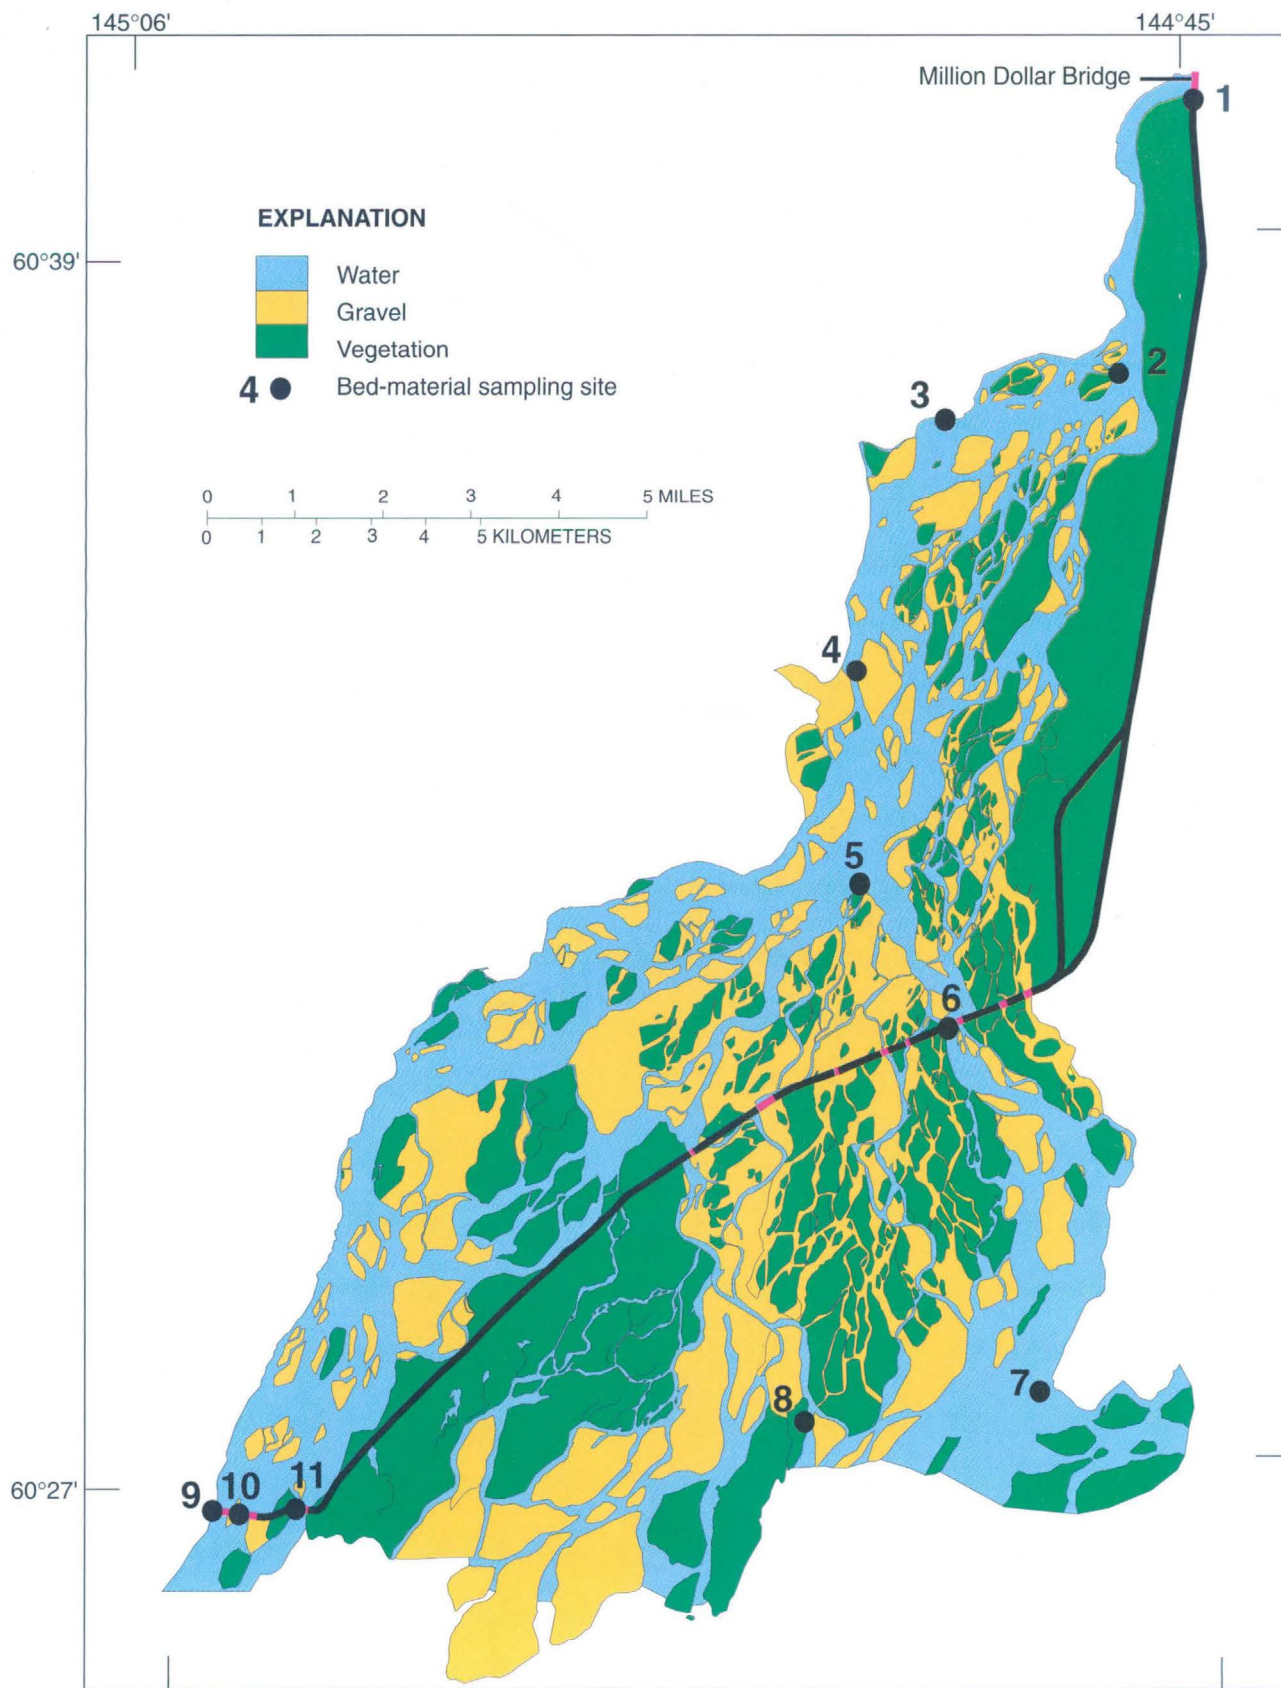 145°06' 144°45'
Million Dollar Bridge
1
EXPLANATION
60°39'
Water
Gravel
Vegetation
4 Bed-material sampling site
2
3
0 1 2 3 4 5 MILES
0 1 2 3 4 5 KILOMETERS
4
5
6
7
8
60°27'
9 10 11